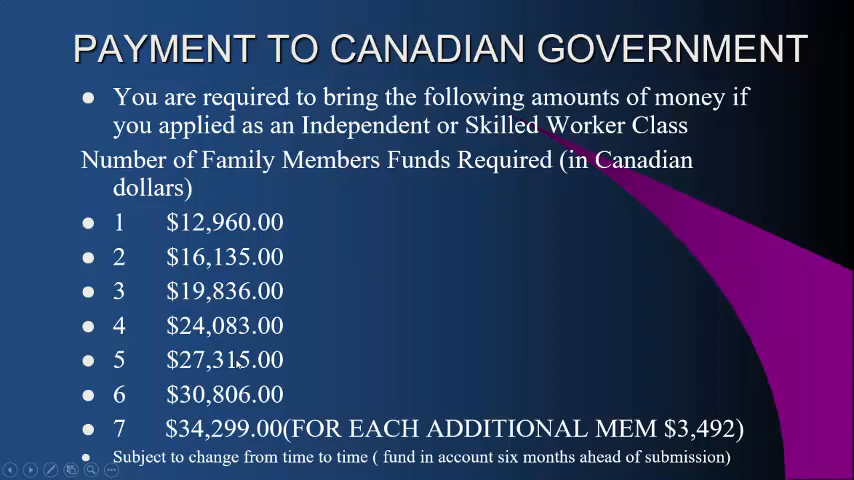 PAYMENT TO CANADIAN GOVERNMENT
You are required to bring the following amounts of money if
you applied as an Independent or Skilled Worker Class
Number of Family Members Funds Required (in Canadian
dollars)
1 $12,960.00
2 $16,135.00
3 $19,836.00
4 $24,083.00
5 $27,315.00
6 $30,806.00
7 $34,299.00(FOR EACH ADDITIONAL MEM $3,492)
Subject to change from time to time ( fund in account six months ahead of submission)